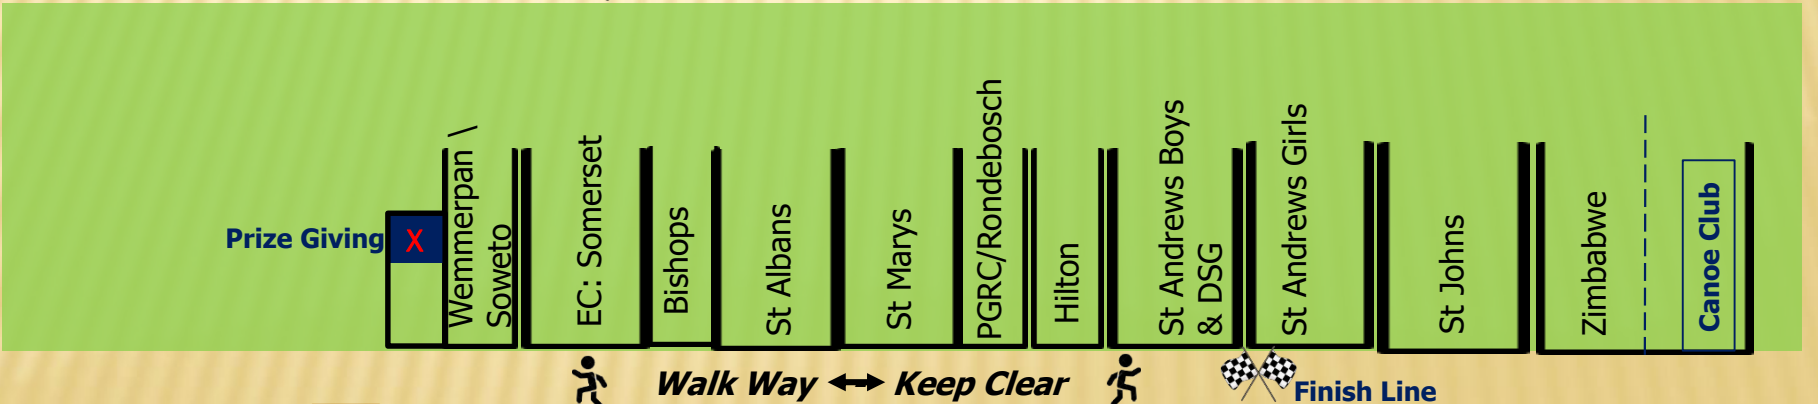 Prize Giving
X
Wemmerpan \
Soweto
EC: Somerset
Bishops
St Albans
St Marys
PGRC/Rondebosch
Hilton
St Andrews Boys
& DSG
St Andrews Girls
St Johns
Zimbabwe
Canoe Club
Walk Way ↔ Keep Clear
Finish Line